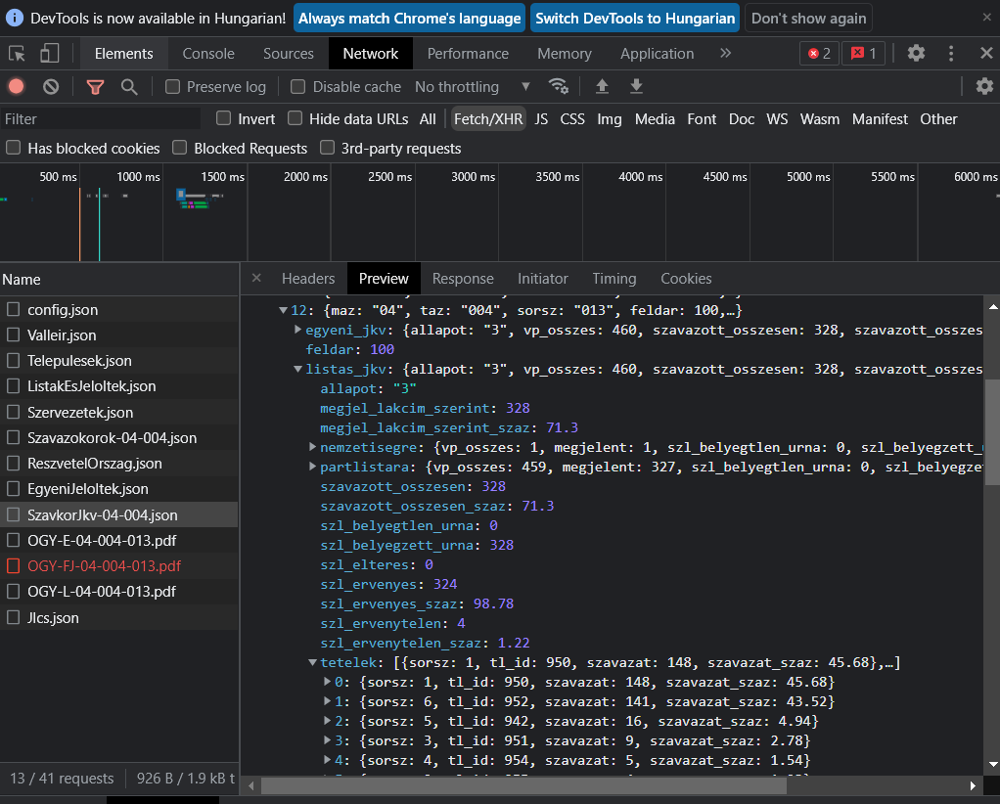 DevTools is now available in Hungarian! Always match Chrome's language Switch DevTools to Hungarian Don't show again
Elements Console Sources Network Performance Memory Application 2 1
Preserve log Disable cache No throttling
Filter Invert Hide data URLs All Fetch/XHR JS CSS Img Media Font Doc WS Wasm Manifest Other
Has blocked cookies Blocked Requests 3rd-party requests
500 ms 1000 ms 1500 ms 2000 ms 2500 ms 3000 ms 3500 ms 4000 ms 4500 ms 5000 ms 5500 ms 6000 ms
Name
config.json
Valleir.json
Telepulesek.json
ListakEsJeloltek.json
Szervezetek.json
Szavazokorok-04-004.json
ReszvetelOrszag.json
EgyeniJeloltek.json
SzavkorJkv-04-004.json
OGY-E-04-004-013.pdf
OGY-FJ-04-004-013.pdf
OGY-L-04-004-013.pdf
Jlcs.json
13 / 41 requests 926 B / 1.9 kB t
Headers Preview Response Initiator Timing Cookies
12: {maz: "04", taz: "004", sorsz: "013", feldar: 100,…}
egyeni_jkv: {allapot: "3", vp_osszes: 460, szavazott_osszesen: 328, szavazott_osszes
feldar: 100
listas_jkv: {allapot: "3", vp_osszes: 460, szavazott_osszesen: 328, szavazott_osszes
allapot: "3"
megjel_lakcim_szerint: 328
megjel_lakcim_szerint_szaz: 71.3
nemzetisegre: {vp_osszes: 1, megjelent: 1, szl_belyegtlen_urna: 0, szl_belyegzett_u
partlistara: {vp_osszes: 459, megjelent: 327, szl_belyegtlen_urna: 0, szl_belyegze
szavazott_osszesen: 328
szavazott_osszesen_szaz: 71.3
szl_belyegtlen_urna: 0
szl_belyegzett_urna: 328
szl_elteres: 0
szl_ervenyes: 324
szl_ervenyes_szaz: 98.78
szl_ervenytelen: 4
szl_ervenytelen_szaz: 1.22
tetelek: [{sorsz: 1, tl_id: 950, szavazat: 148, szavazat_szaz: 45.68},…]
0: {sorsz: 1, tl_id: 950, szavazat: 148, szavazat_szaz: 45.68}
1: {sorsz: 6, tl_id: 952, szavazat: 141, szavazat_szaz: 43.52}
2: {sorsz: 5, tl_id: 942, szavazat: 16, szavazat_szaz: 4.94}
3: {sorsz: 3, tl_id: 951, szavazat: 9, szavazat_szaz: 2.78}
4: {sorsz: 4, tl_id: 954, szavazat: 5, szavazat_szaz: 1.54}